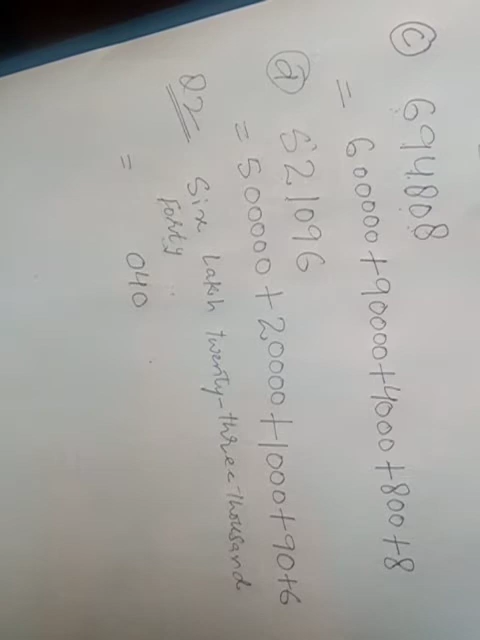 (c) 694808
= 600000+90000+4000+800+8
(d) 521096
= 500000+20000+1000+90+6
Q2 Six lakh twenty-three-thousand
forty
= 040